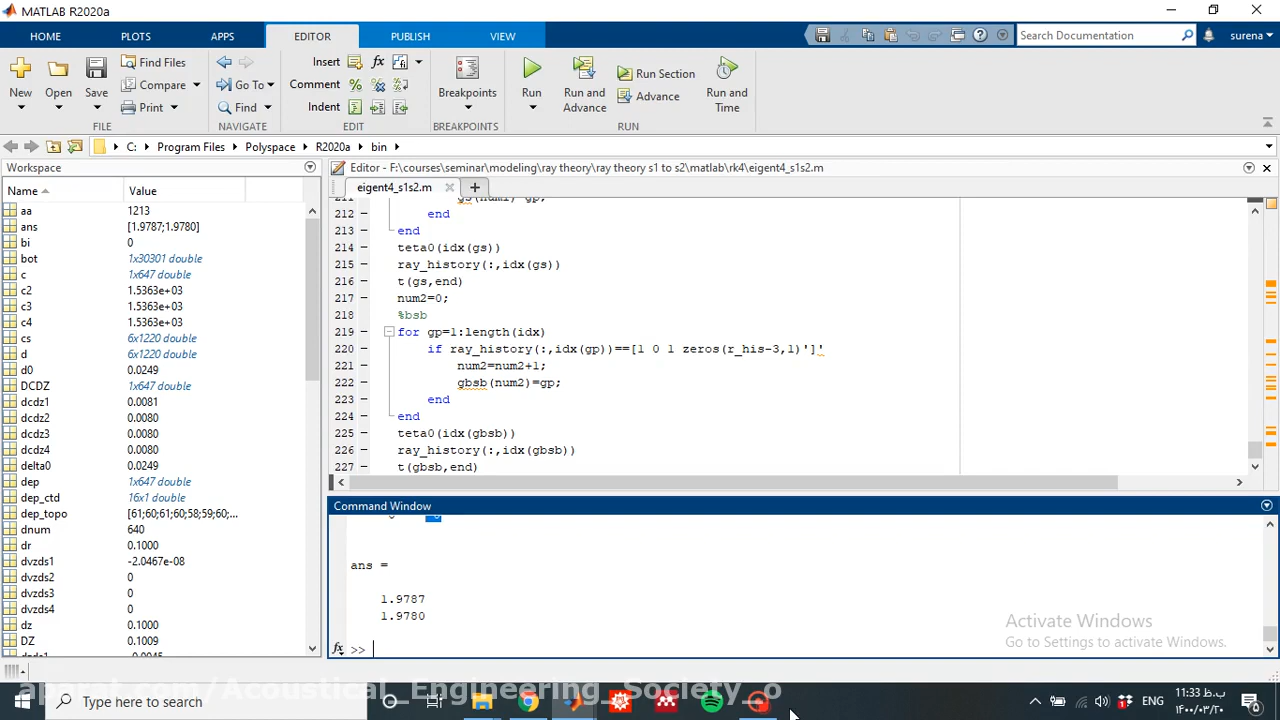 MATLAB R2020a
HOME PLOTS APPS EDITOR PUBLISH VIEW Search Documentation surena
New Open Save Find Files Compare Print Go To Find Insert Comment Indent fx Breakpoints Run Run and Advance Run Section Advance Run and Time
FILE NAVIGATE EDIT BREAKPOINTS RUN
C: Program Files Polyspace R2020a bin
Workspace
Name Value
aa 1213
ans [1.9787;1.9780]
bi 0
bot 1x30301 double
c 1x647 double
c2 1.5363e+03
c3 1.5363e+03
c4 1.5363e+03
cs 6x1220 double
d 6x1220 double
d0 0.0249
DCDZ 1x647 double
dcdz1 0.0081
dcdz2 0.0080
dcdz3 0.0080
dcdz4 0.0080
delta0 0.0249
dep 1x647 double
dep_ctd 16x1 double
dep_topo [61;60;61;60;58;59;60;...
dnum 640
dr 0.1000
dvzds1 -2.0467e-08
dvzds2 0
dvzds3 0
dvzds4 0
dz 0.1000
DZ 0.1009
Editor - F:\courses\seminar\modeling\ray theory\ray theory s1 to s2\matlab\rk4\eigent4_s1s2.m
eigent4_s1s2.m
212 end
213 end
214 teta0(idx(gs))
215 ray_history(:,idx(gs))
216 t(gs,end)
217 num2=0;
218 %bsb
219 for gp=1:length(idx)
220 if ray_history(:,idx(gp))==[1 0 1 zeros(r_his-3,1)']'
221 num2=num2+1;
222 gbsb(num2)=gp;
223 end
224 end
225 teta0(idx(gbsb))
226 ray_history(:,idx(gbsb))
227 t(gbsb,end)
Command Window
ans =
1.9787
1.9780
fx >>
Activate Windows
Go to Settings to activate Windows.
aparat.com/Acoustical_Engineering_Society_o
Type here to search
ENG
11:33 ب.ظ
۱۴۰۰/۰۳/۲۰